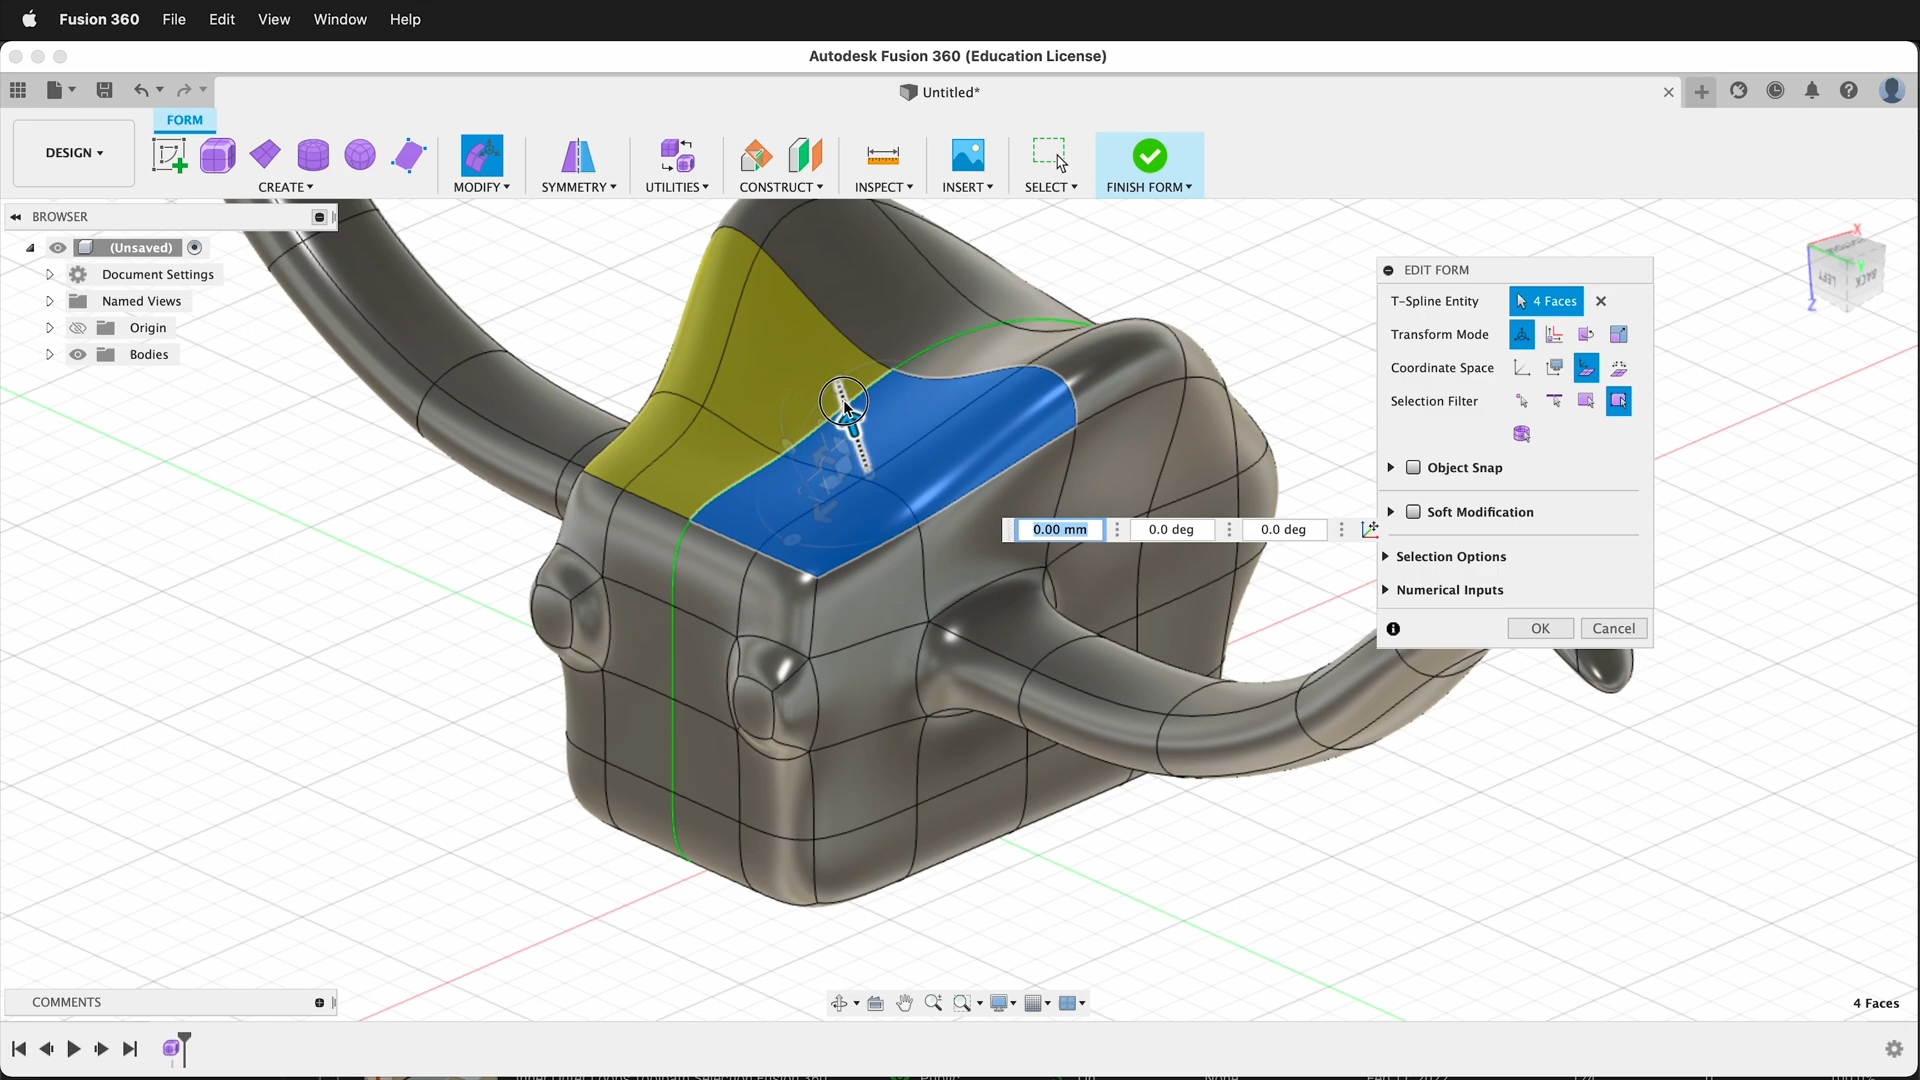 Fusion 360 File Edit View Window Help
Autodesk Fusion 360 (Education License)
Untitled*
FORM
DESIGN
CREATE
MODIFY
SYMMETRY
UTILITIES
CONSTRUCT
INSPECT
INSERT
SELECT
FINISH FORM
BROWSER
(Unsaved)
Document Settings
Named Views
Origin
Bodies
X
Y
Z
LEFT
BACK
EDIT FORM
T-Spline Entity 4 Faces
Transform Mode
Coordinate Space
Selection Filter
Object Snap
Soft Modification
0.00 mm 0.0 deg 0.0 deg
Selection Options
Numerical Inputs
OK Cancel
COMMENTS
4 Faces